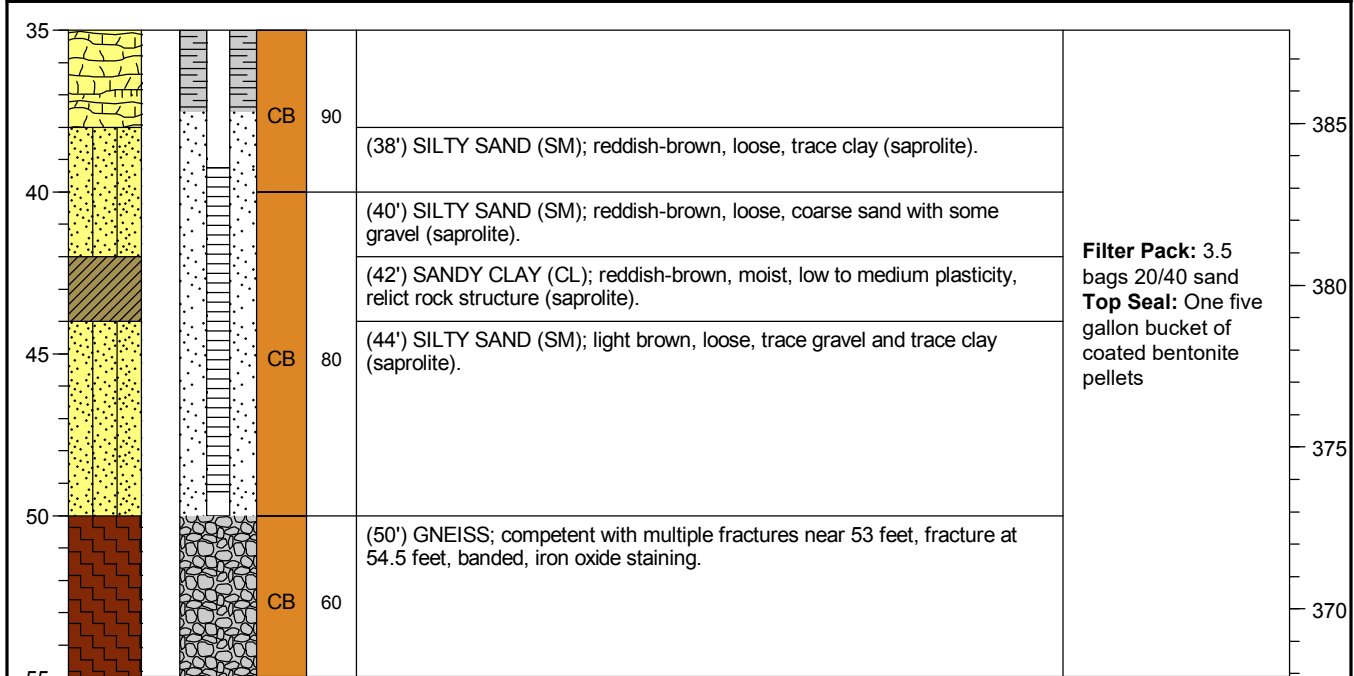 35
CB
90
385
(38') SILTY SAND (SM); reddish-brown, loose, trace clay (saprolite).
40
(40') SILTY SAND (SM); reddish-brown, loose, coarse sand with some
gravel (saprolite).
(42') SANDY CLAY (CL); reddish-brown, moist, low to medium plasticity,
relict rock structure (saprolite).
Filter Pack: 3.5
bags 20/40 sand
Top Seal: One five
gallon bucket of
coated bentonite
pellets
380
45
CB
80
(44') SILTY SAND (SM); light brown, loose, trace gravel and trace clay
(saprolite).
375
50
(50') GNEISS; competent with multiple fractures near 53 feet, fracture at
54.5 feet, banded, iron oxide staining.
CB
60
370
55